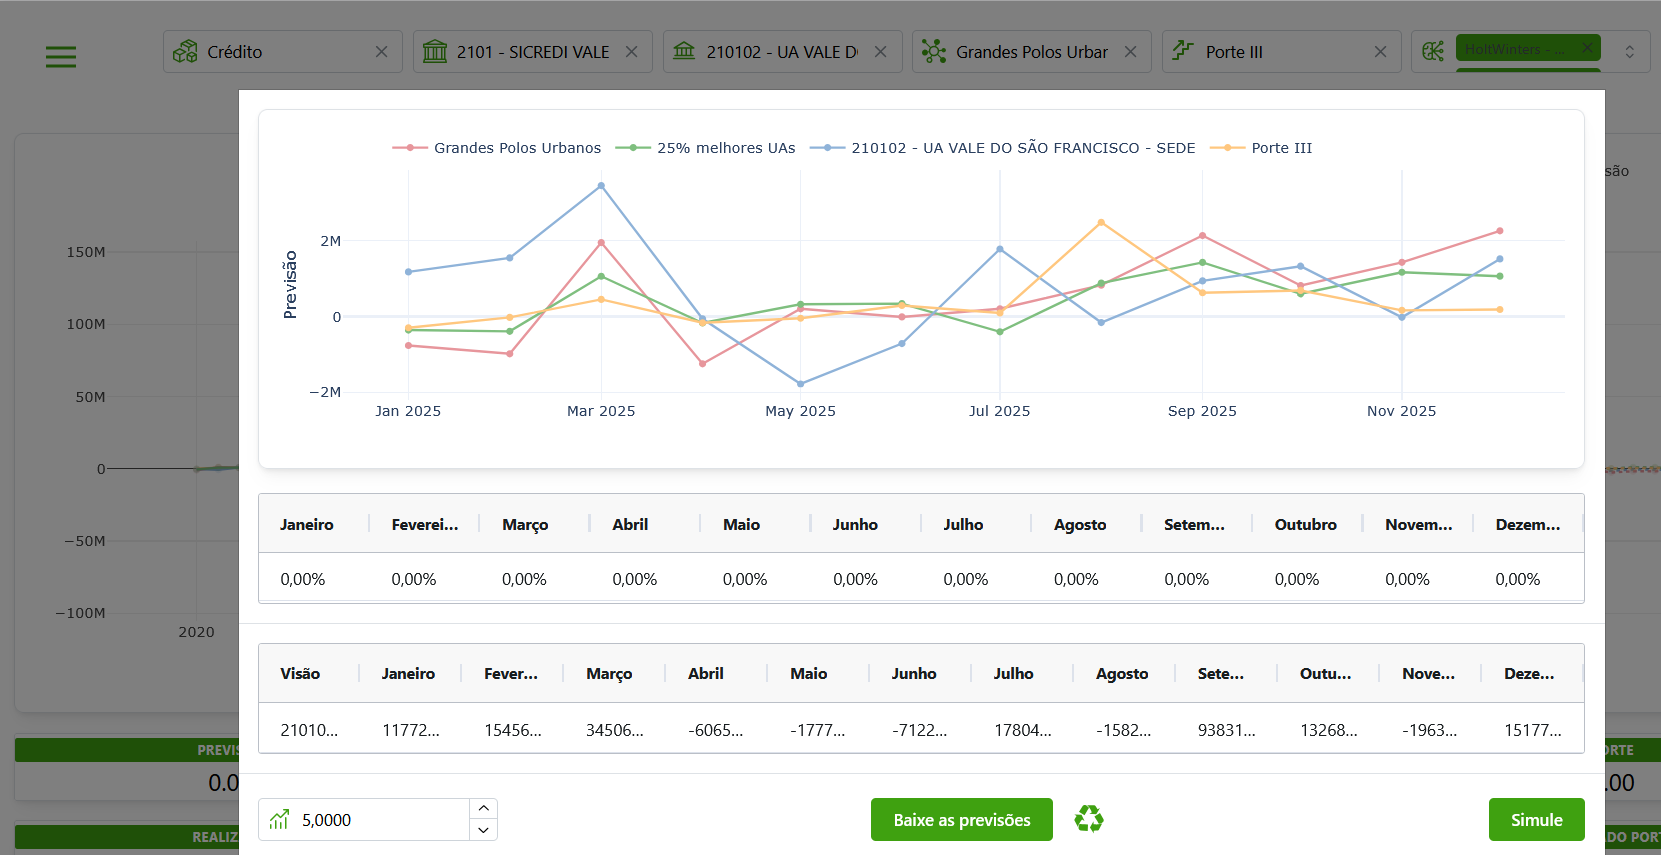 Crédito
2101 - SICREDI VALE
210102 - UA VALE D
Grandes Polos Urbar
Porte III
HoltWinters - ...
Grandes Polos Urbanos
25% melhores UAs
210102 - UA VALE DO SÃO FRANCISCO - SEDE
Porte III
são
Previsão
2M
0
−2M
Jan 2025
Mar 2025
May 2025
Jul 2025
Sep 2025
Nov 2025
150M
100M
50M
0
−50M
−100M
2020
Janeiro Feverei... Março Abril Maio Junho Julho Agosto Setem... Outubro Novem... Dezem...
0,00% 0,00% 0,00% 0,00% 0,00% 0,00% 0,00% 0,00% 0,00% 0,00% 0,00% 0,00%
Visão Janeiro Fever... Março Abril Maio Junho Julho Agosto Sete... Outu... Nove... Deze...
21010... 11772... 15456... 34506... -6065... -1777... -7122... 17804... -1582... 93831... 13268... -1963... 15177...
PREVIS
ORTE
0.0
.00
5,0000
Baixe as previsões
Simule
REALIZ
ADO PORT